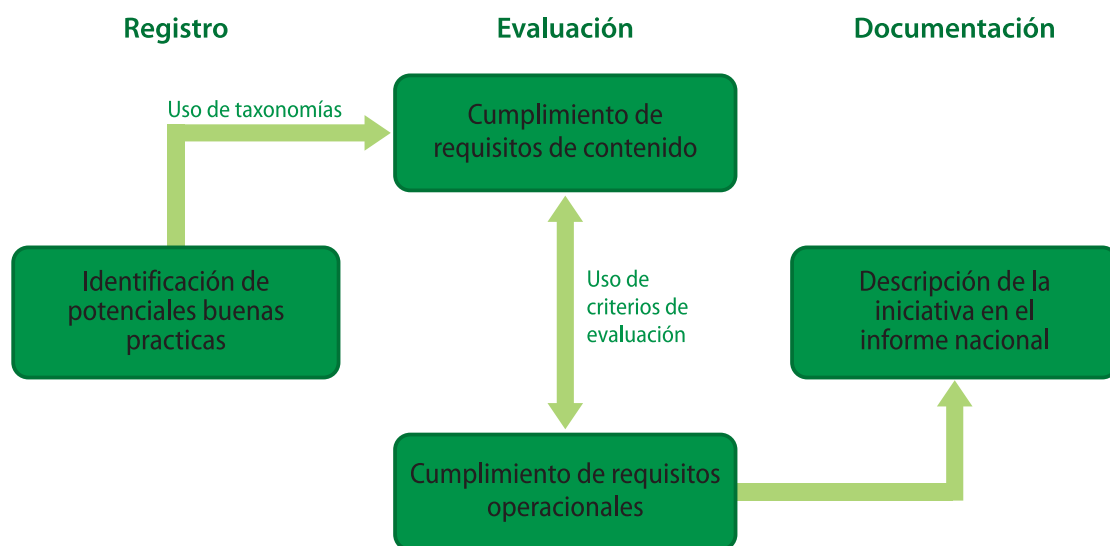 Registro
Evaluación
Documentación
Uso de taxonomías
Cumplimiento de
requisitos de contenido
Identificación de
potenciales buenas
practicas
Uso de
criterios de
evaluación
Descripción de la
iniciativa en el
informe nacional
Cumplimiento de requisitos
operacionales